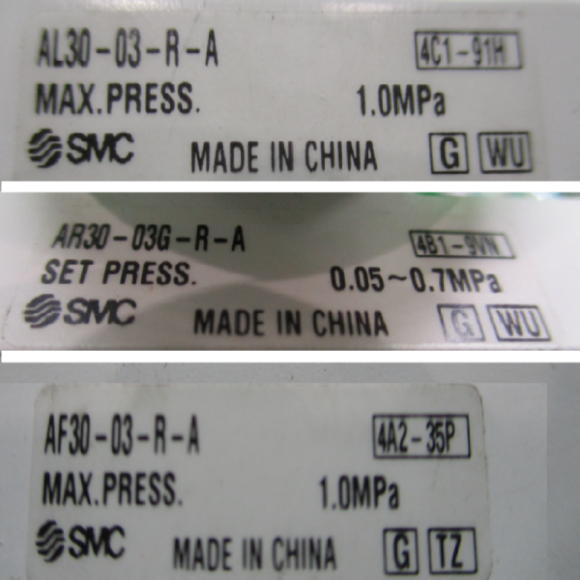 AL30-03-R-A 4C1-91H
MAX.PRESS. 1.0MPa
SMC MADE IN CHINA G WU
AR30-03G-R-A 4B1-9VN
SET PRESS. 0.05~0.7MPa
SMC MADE IN CHINA G WU
AF30-03-R-A 4A2-35P
MAX.PRESS. 1.0MPa
SMC MADE IN CHINA G TZ